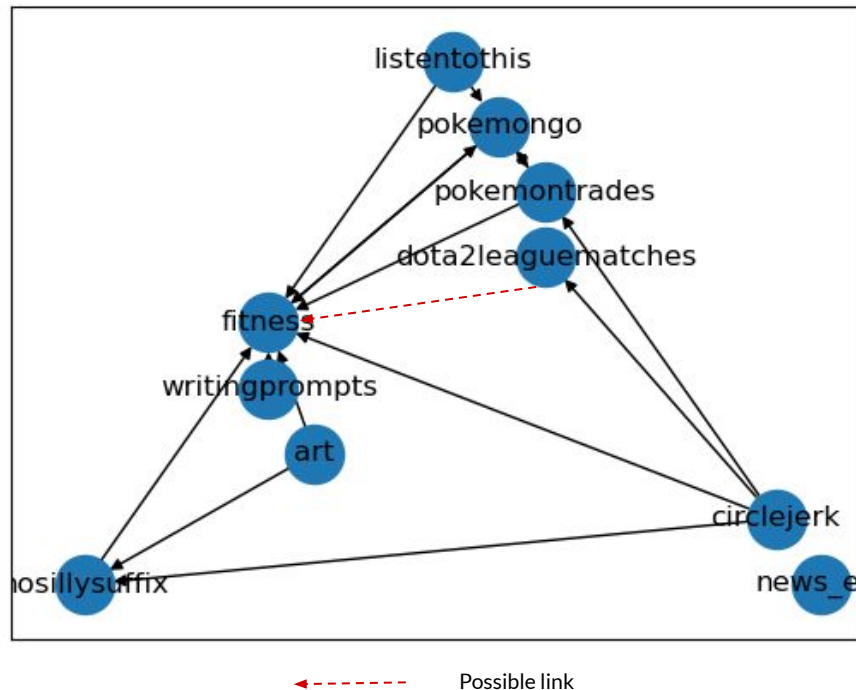 listentothis
pokemongo
pokemontrades
dota2leaguematches
fitness
writingprompts
art
circlejerk
nosillysuffix
news_e
Possible link